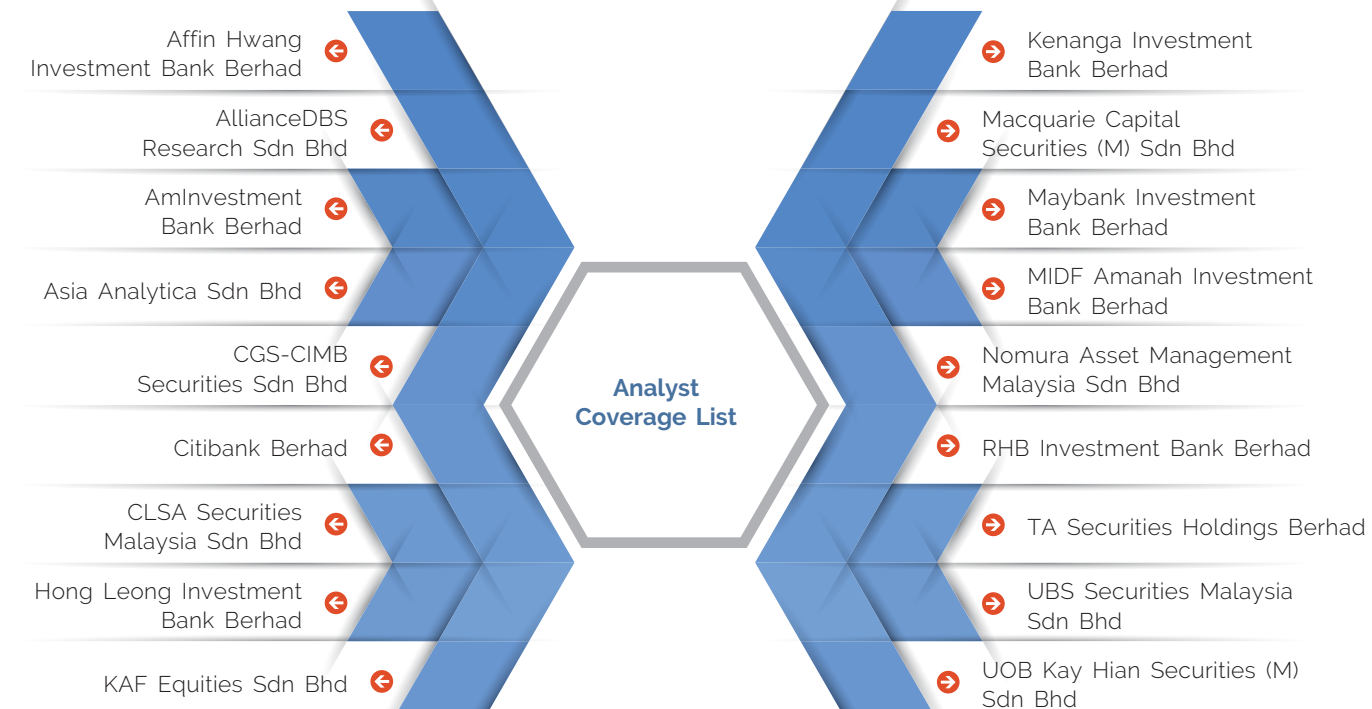 Affin Hwang
Investment Bank Berhad
AllianceDBS
Research Sdn Bhd
AmInvestment
Bank Berhad
Asia Analytica Sdn Bhd
CGS-CIMB
Securities Sdn Bhd
Citibank Berhad
CLSA Securities
Malaysia Sdn Bhd
Hong Leong Investment
Bank Berhad
KAF Equities Sdn Bhd
Analyst
Coverage List
Kenanga Investment
Bank Berhad
Macquarie Capital
Securities (M) Sdn Bhd
Maybank Investment
Bank Berhad
MIDF Amanah Investment
Bank Berhad
Nomura Asset Management
Malaysia Sdn Bhd
RHB Investment Bank Berhad
TA Securities Holdings Berhad
UBS Securities Malaysia
Sdn Bhd
UOB Kay Hian Securities (M)
Sdn Bhd